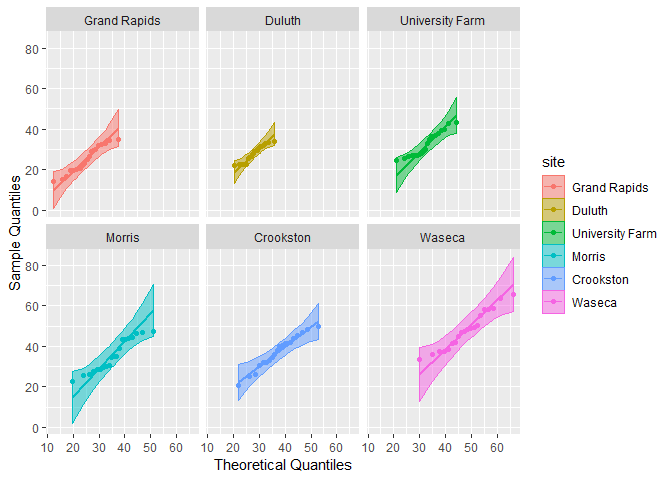 Grand Rapids Duluth University Farm
80
60
40
20
0
Morris Crookston Waseca
80
60
40
20
0
10 20 30 40 50 60 10 20 30 40 50 60 10 20 30 40 50 60
Theoretical Quantiles
Sample Quantiles
site
Grand Rapids
Duluth
University Farm
Morris
Crookston
Waseca